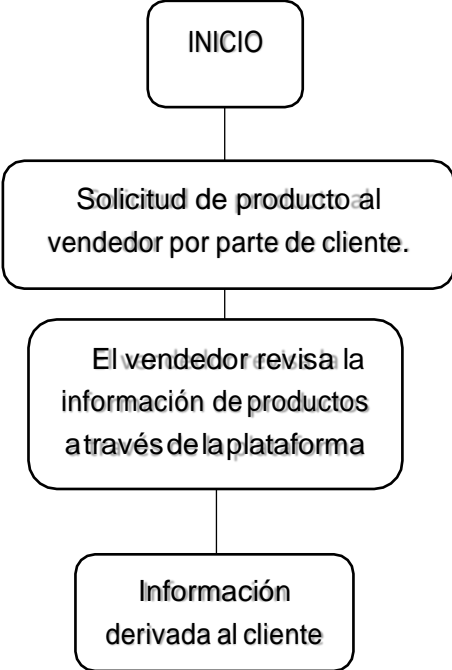 INICIO
Solicitud de producto al
vendedor por parte de cliente.
El vendedor revisa la
información de productos
a través de la plataforma
Información
derivada al cliente